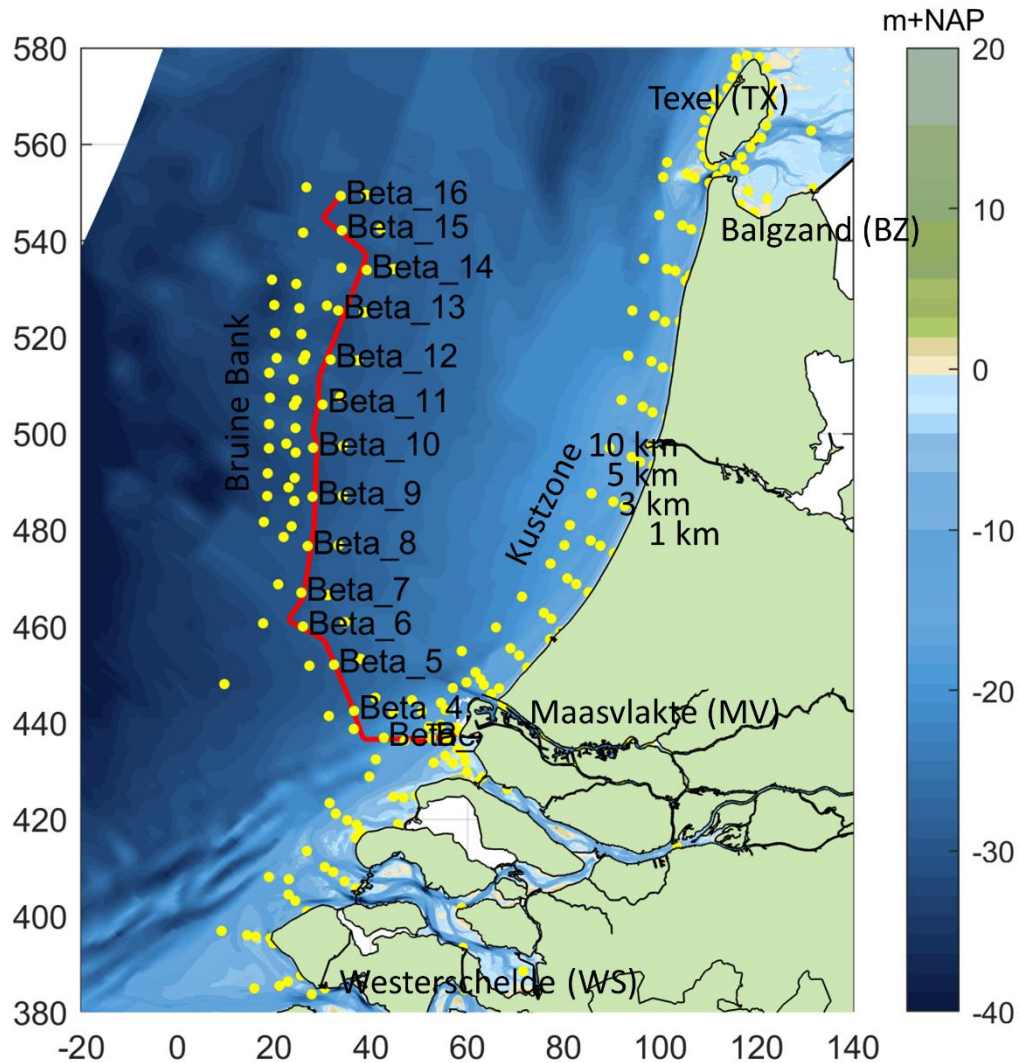 m+NAP
580
560
540
520
500
480
460
440
420
400
380
-20
0
20
40
60
80
100
120
140
20
10
0
-10
-20
-30
-40
Texel (TX)
Balgzand (BZ)
Beta_16
Beta_15
Beta_14
Beta_13
Beta_12
Beta_11
Beta_10
Beta_9
Beta_8
Beta_7
Beta_6
Beta_5
Beta_4
Bruine Bank
Kustzone
10 km
5 km
3 km
1 km
Maasvlakte (MV)
Westerschelde (WS)